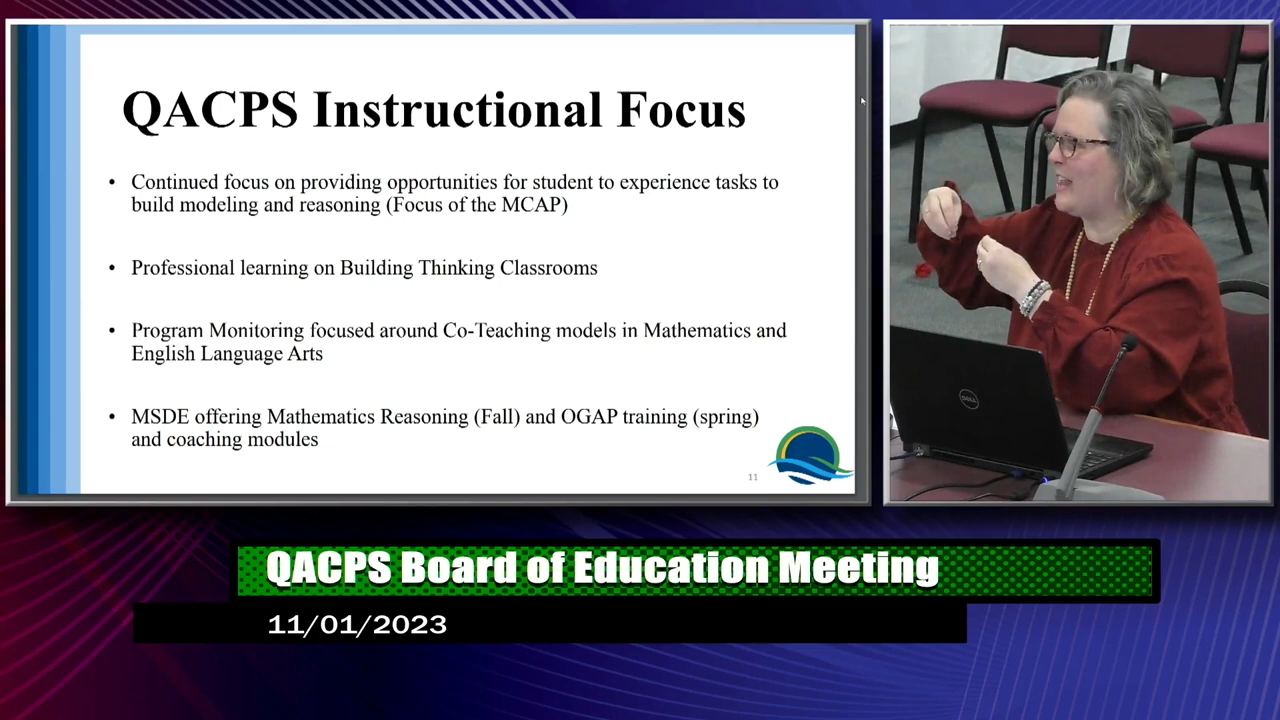 QACPS Instructional Focus
• Continued focus on providing opportunities for student to experience tasks to
build modeling and reasoning (Focus of the MCAP)
• Professional learning on Building Thinking Classrooms
• Program Monitoring focused around Co-Teaching models in Mathematics and
English Language Arts
• MSDE offering Mathematics Reasoning (Fall) and OGAP training (spring)
and coaching modules
11
DELL
QACPS Board of Education Meeting
11/01/2023